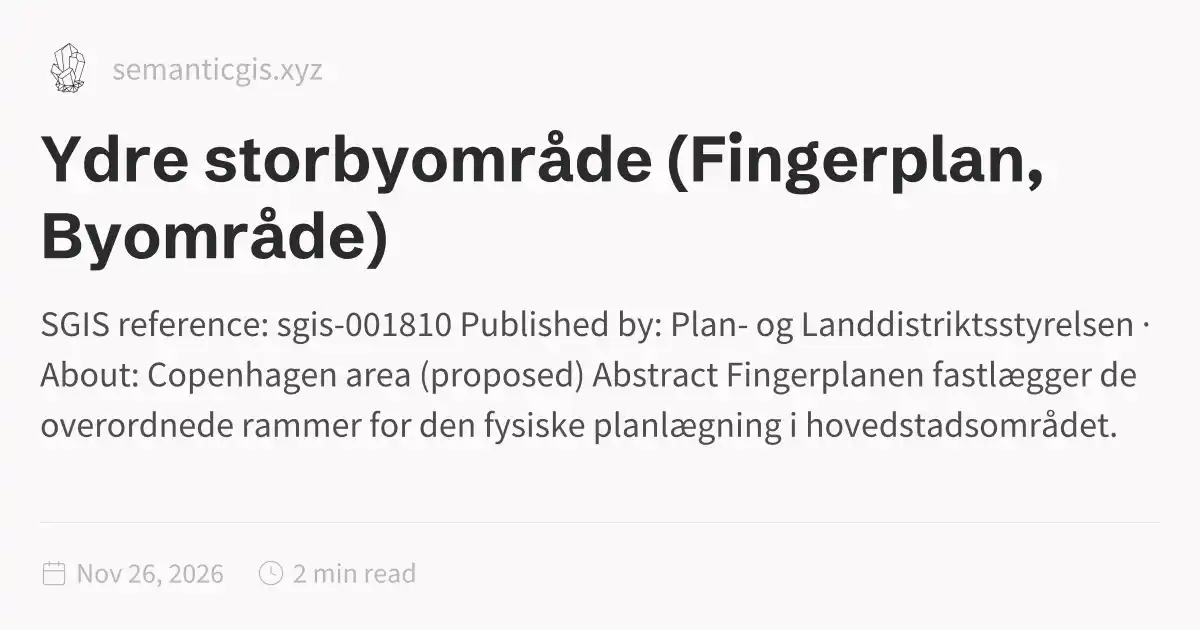 semanticgis.xyz
Ydre storbyområde (Fingerplan,
Byområde)
SGIS reference: sgis-001810 Published by: Plan- og Landdistriktsstyrelsen ·
About: Copenhagen area (proposed) Abstract Fingerplanen fastlægger de
overordnede rammer for den fysiske planlægning i hovedstadsområdet.
Nov 26, 2026 2 min read